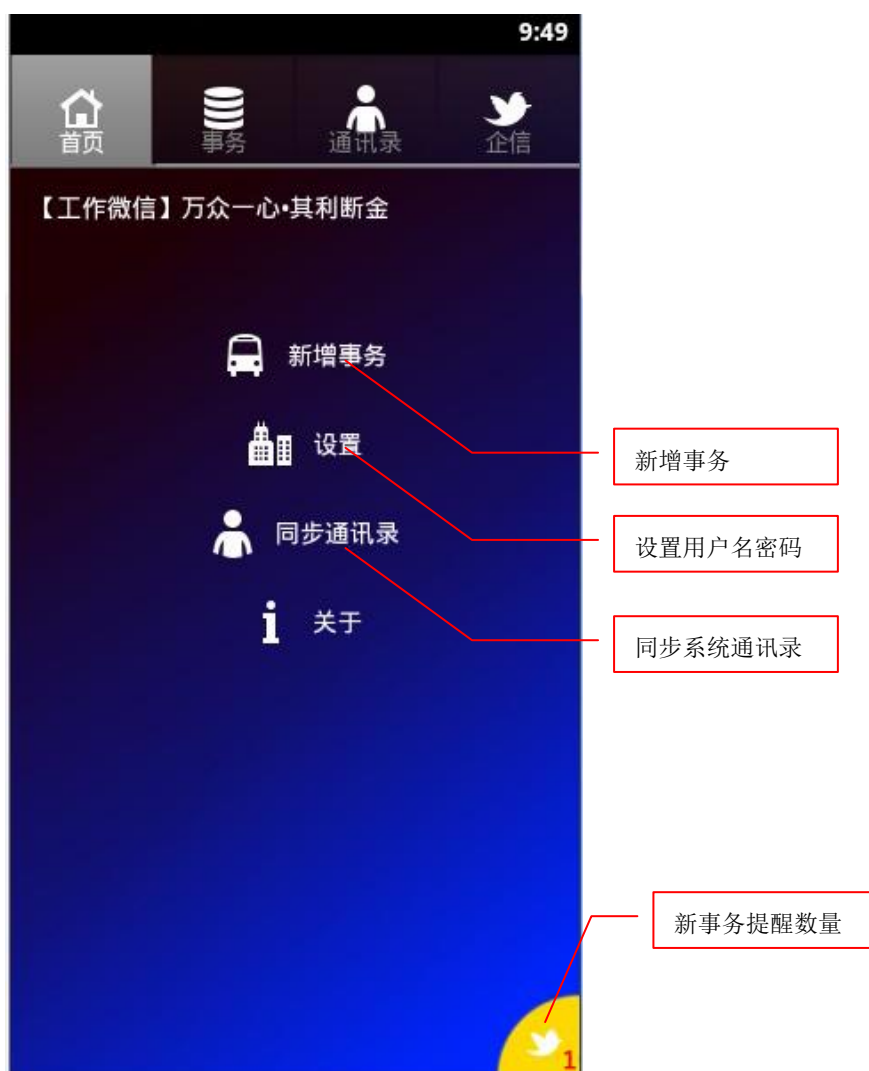 9:49
首页 事务 通讯录 企信
【工作微信】万众一心•其利断金
新增事务
设置
同步通讯录
关于
新增事务
设置用户名密码
同步系统通讯录
新事务提醒数量
1